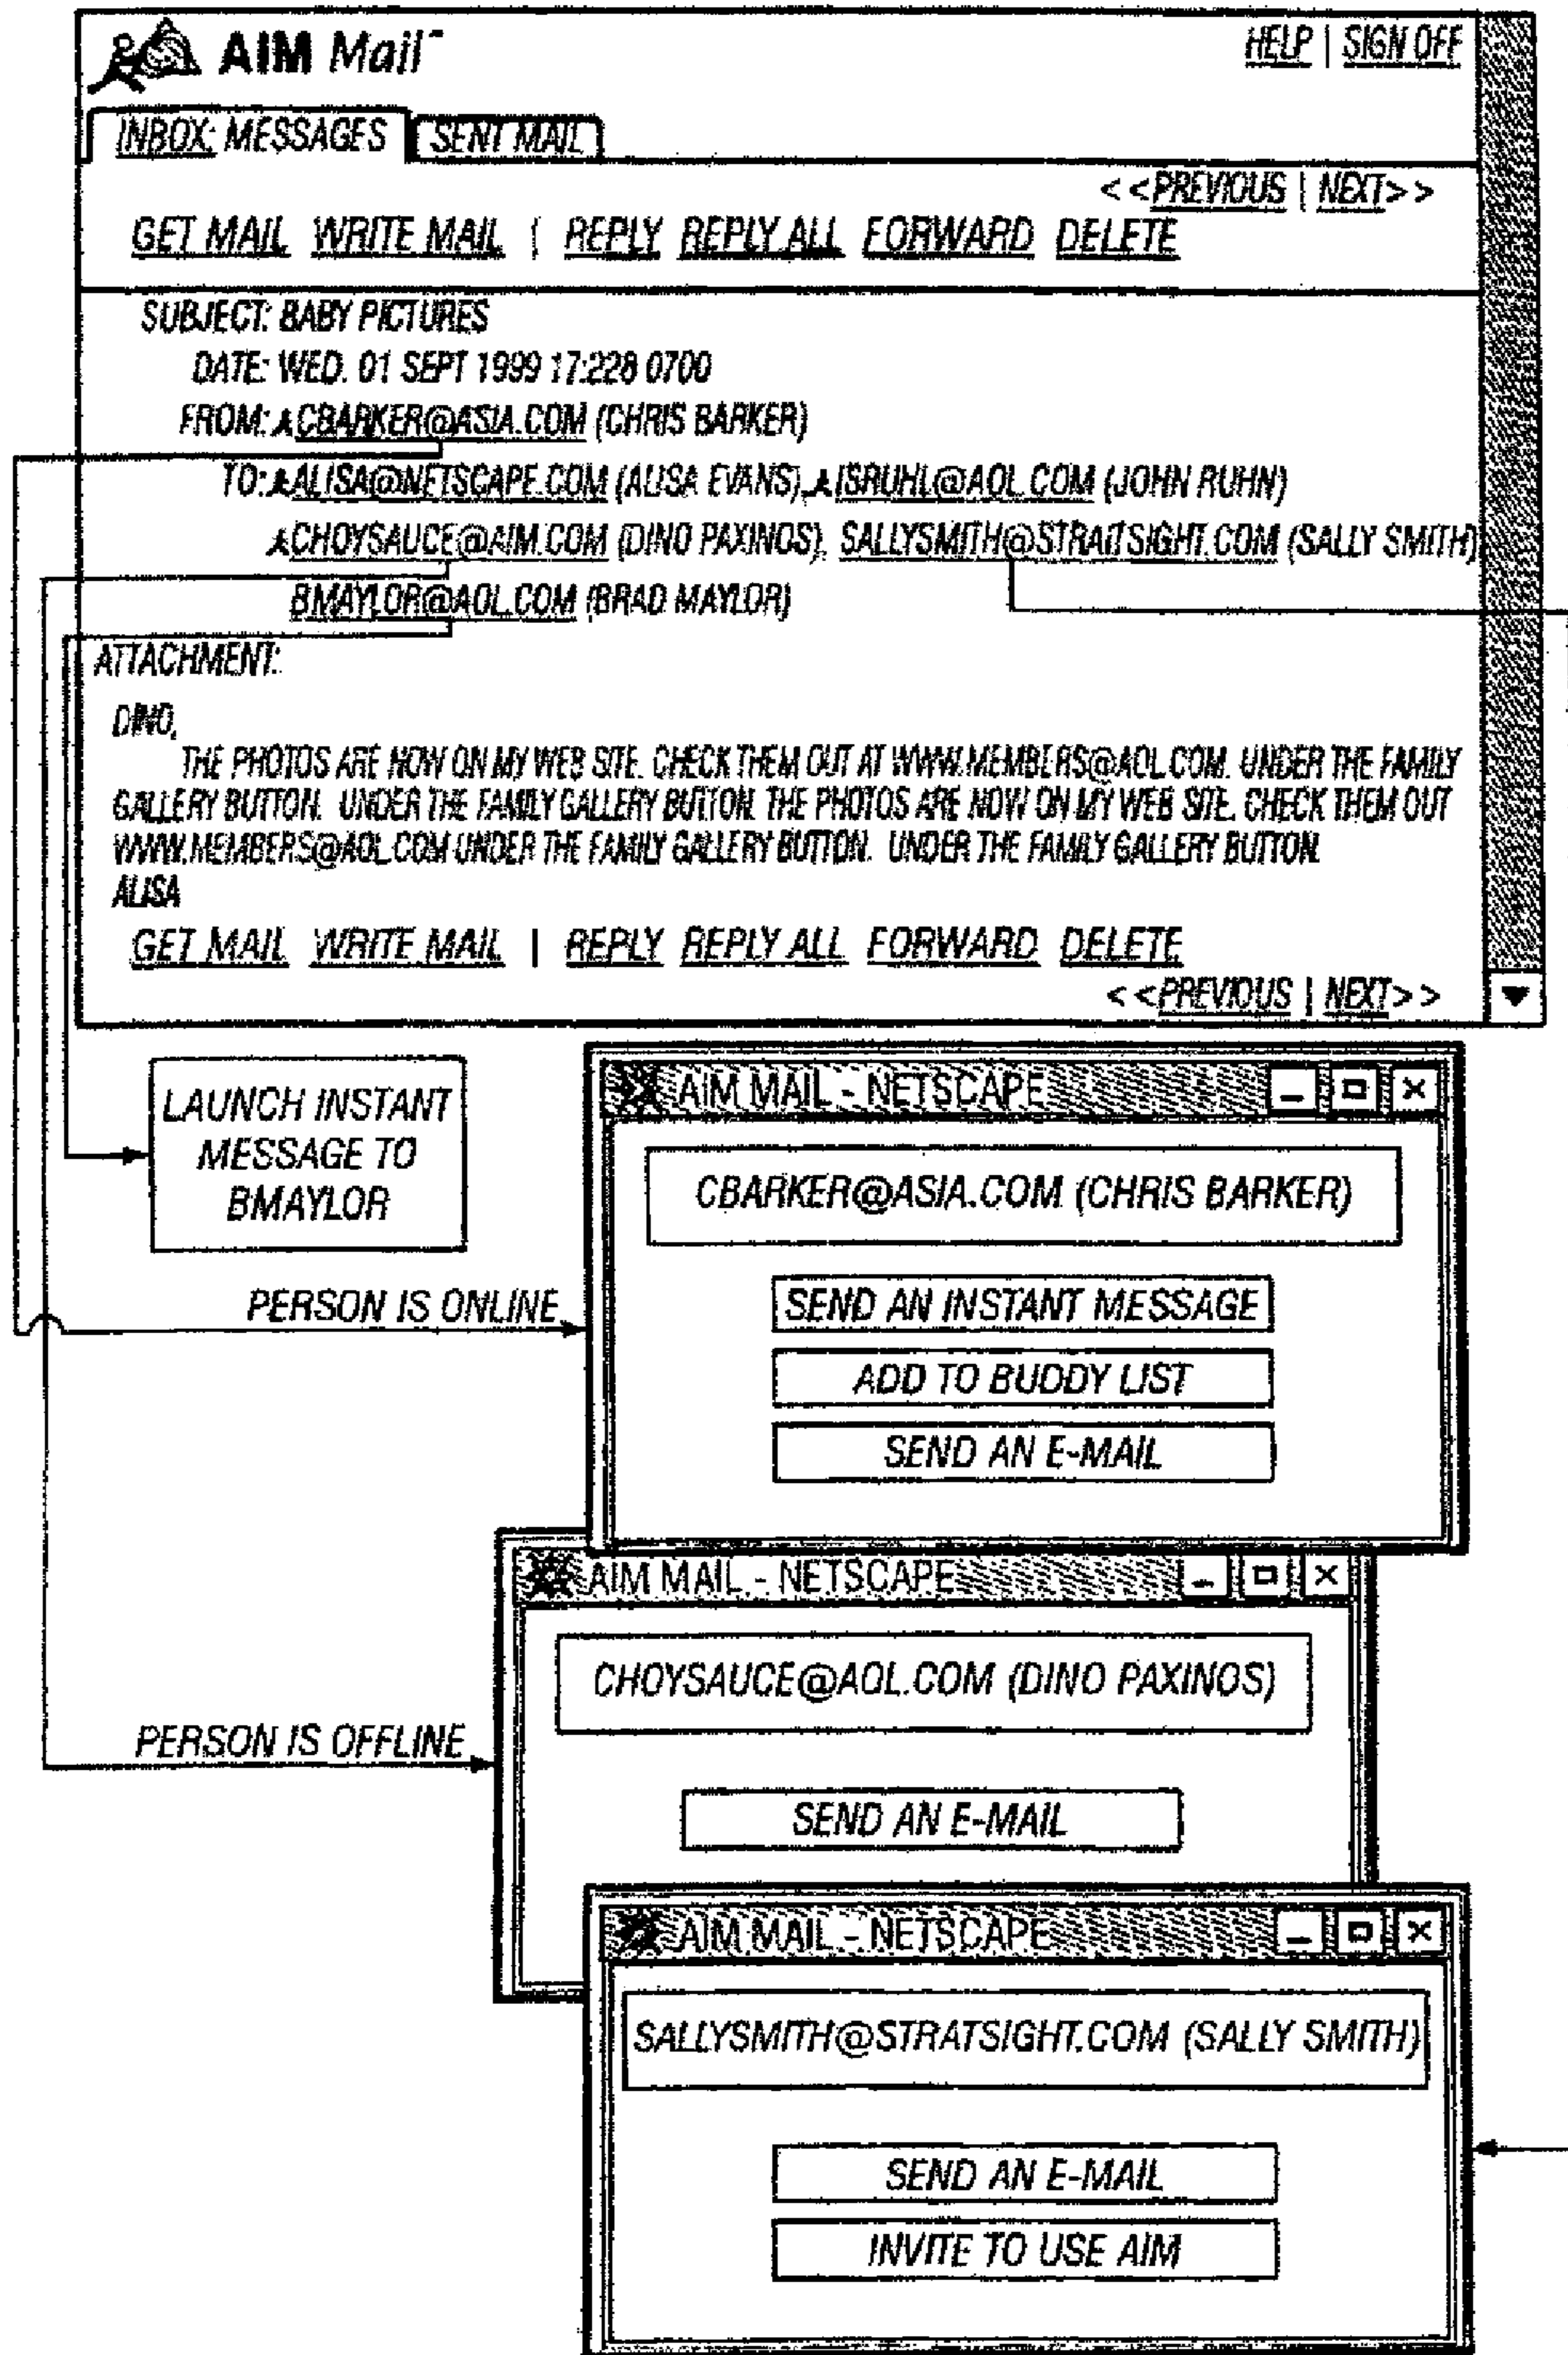 AIM Mail
HELP | SIGN OFF
INBOX: MESSAGES SENT MAIL
<<PREVIOUS | NEXT>>
GET MAIL WRITE MAIL | REPLY REPLY ALL FORWARD DELETE
SUBJECT: BABY PICTURES
DATE: WED. 01 SEPT 1999 17:228 0700
FROM: CBARKER@ASIA.COM (CHRIS BARKER)
TO: ALISA@NETSCAPE.COM (ALISA EVANS), ISRUHL@AOL.COM (JOHN RUHN)
CHOYSAUCE@AIM.COM (DINO PAXINOS), SALLYSMITH@STRAITSIGHT.COM (SALLY SMITH)
BMAYLOR@AOL.COM (BRAD MAYLOR)
ATTACHMENT:
DINO,
THE PHOTOS ARE NOW ON MY WEB SITE. CHECK THEM OUT AT WWW.MEMBERS@AOL.COM. UNDER THE FAMILY
GALLERY BUTTON. UNDER THE FAMILY GALLERY BUTTON. THE PHOTOS ARE NOW ON MY WEB SITE. CHECK THEM OUT
WWW.MEMBERS@AOL.COM UNDER THE FAMILY GALLERY BUTTON. UNDER THE FAMILY GALLERY BUTTON.
ALISA
GET MAIL WRITE MAIL | REPLY REPLY ALL FORWARD DELETE
<<PREVIOUS | NEXT>>
LAUNCH INSTANT
MESSAGE TO
BMAYLOR
AIM MAIL - NETSCAPE
CBARKER@ASIA.COM (CHRIS BARKER)
PERSON IS ONLINE
SEND AN INSTANT MESSAGE
ADD TO BUDDY LIST
SEND AN E-MAIL
AIM MAIL - NETSCAPE
CHOYSAUCE@AOL.COM (DINO PAXINOS)
PERSON IS OFFLINE
SEND AN E-MAIL
AIM MAIL - NETSCAPE
SALLYSMITH@STRATSIGHT.COM (SALLY SMITH)
SEND AN E-MAIL
INVITE TO USE AIM